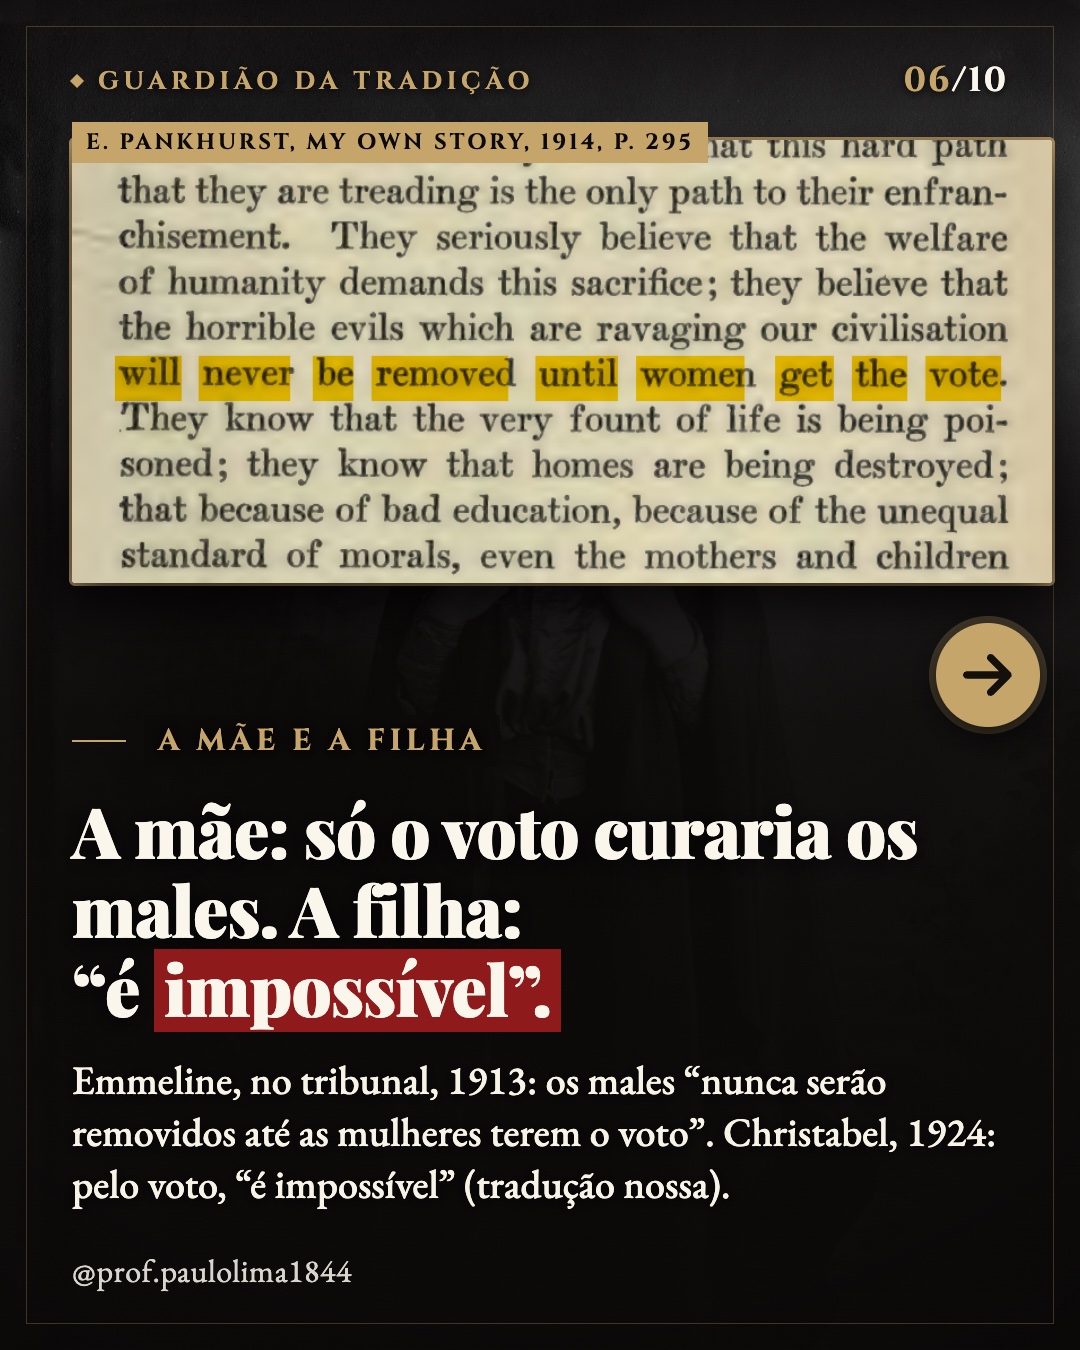 ◆ GUARDIÃO DA TRADIÇÃO
06/10
E. PANKHURST, MY OWN STORY, 1914, P. 295
this hard path
that they are treading is the only path to their enfran-
chisement. They seriously believe that the welfare
of humanity demands this sacrifice; they believe that
the horrible evils which are ravaging our civilisation
will never be removed until women get the vote.
They know that the very fount of life is being poi-
soned; they know that homes are being destroyed;
that because of bad education, because of the unequal
standard of morals, even the mothers and children
A MÃE E A FILHA
A mãe: só o voto curaria os
males. A filha:
“é impossível”.
Emmeline, no tribunal, 1913: os males “nunca serão
removidos até as mulheres terem o voto”. Christabel, 1924:
pelo voto, “é impossível” (tradução nossa).
@prof.paulolima1844